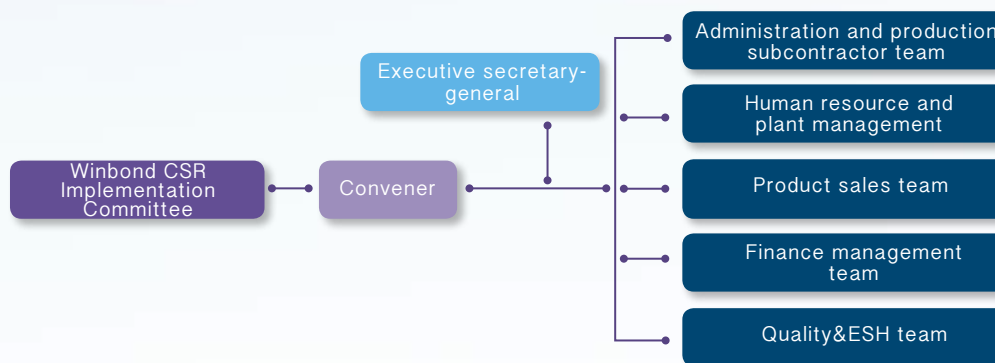 Winbond CSR
Implementation
Committee
Convener
Executive secretary-
general
Administration and production
subcontractor team
Human resource and
plant management
Product sales team
Finance management
team
Quality&ESH team